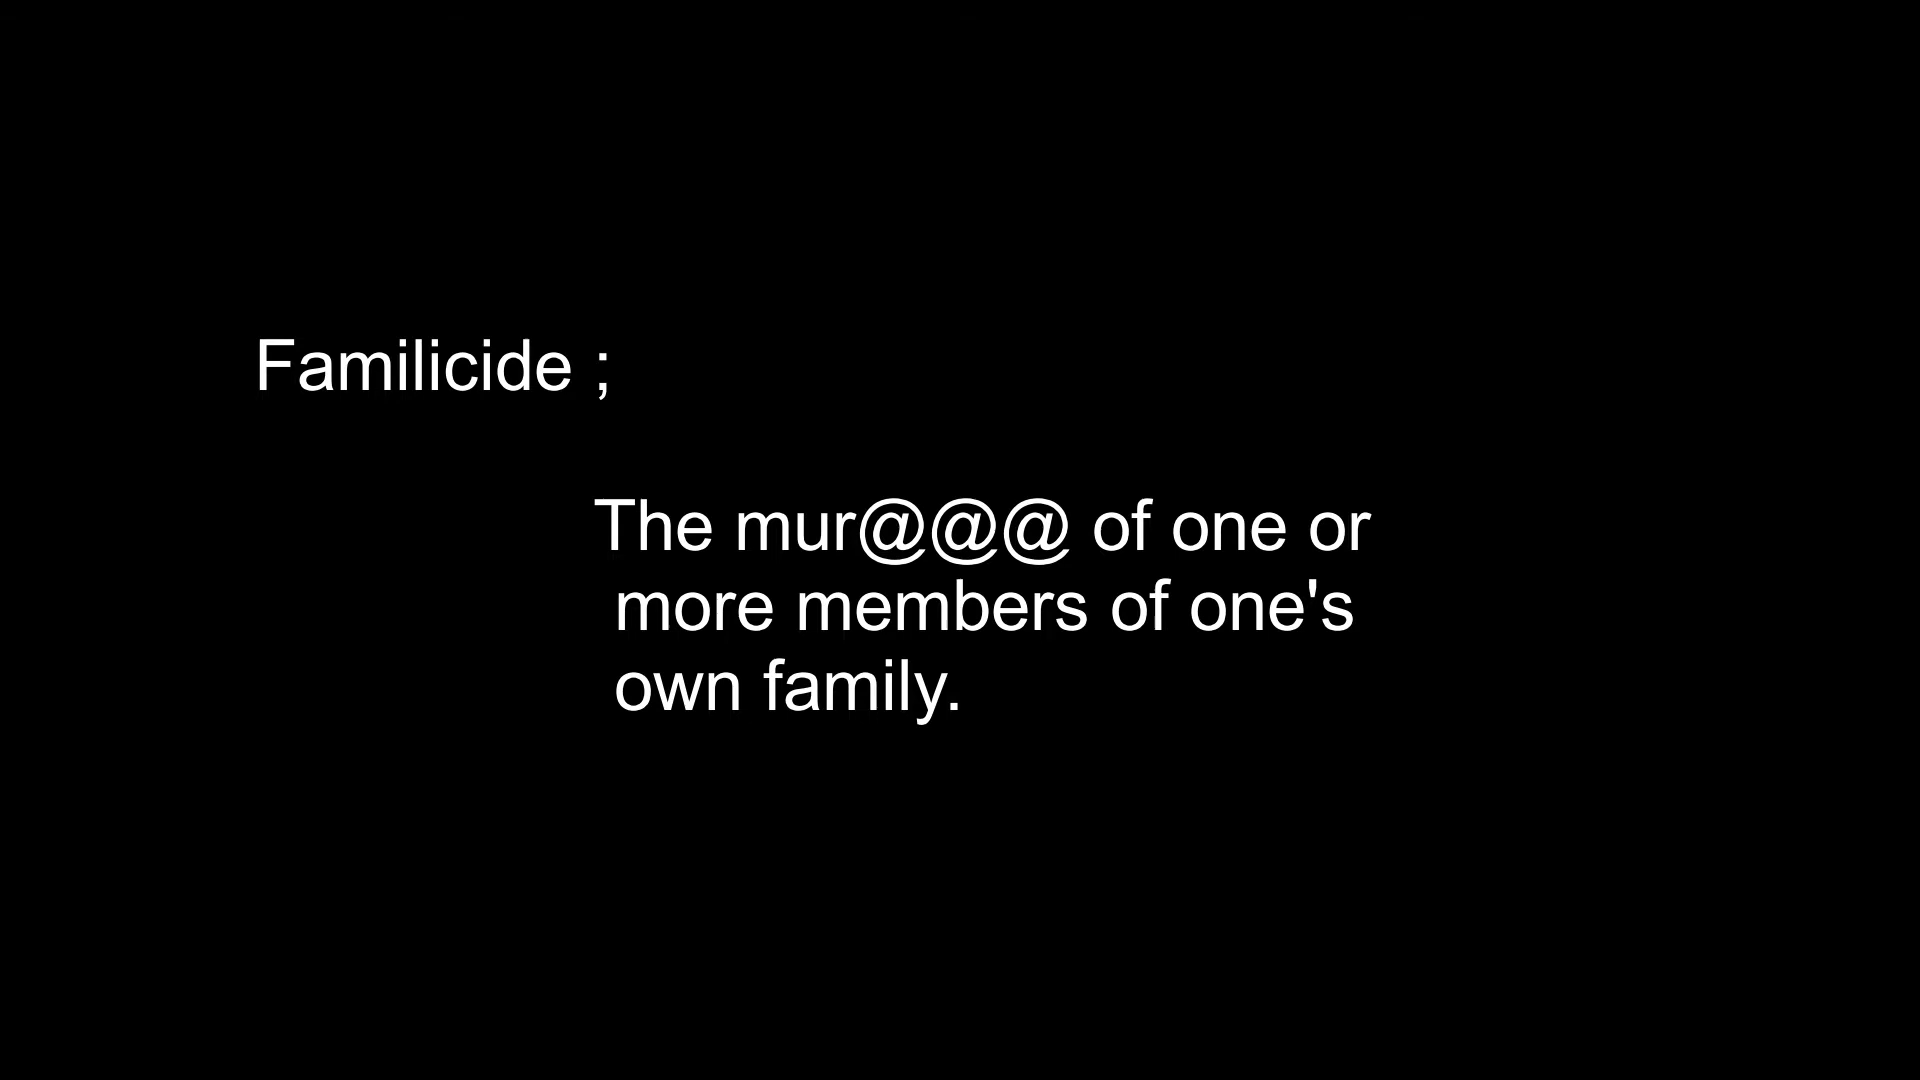 Familicide ;
The mur@@@ of one or
more members of one's
own family.